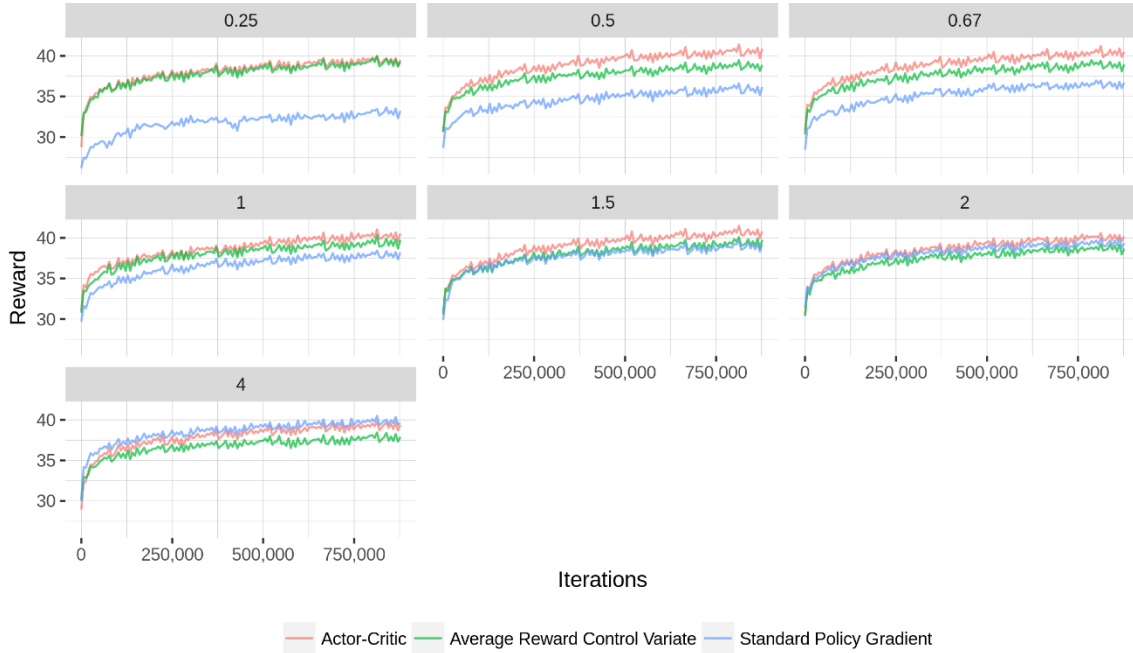 0.25 0.5 0.67
40
35
30
1 1.5 2
40
35
30
0 250,000 500,000 750,000 0 250,000 500,000 750,000
4
40
35
30
0 250,000 500,000 750,000
Reward
Iterations
Actor-Critic Average Reward Control Variate Standard Policy Gradient